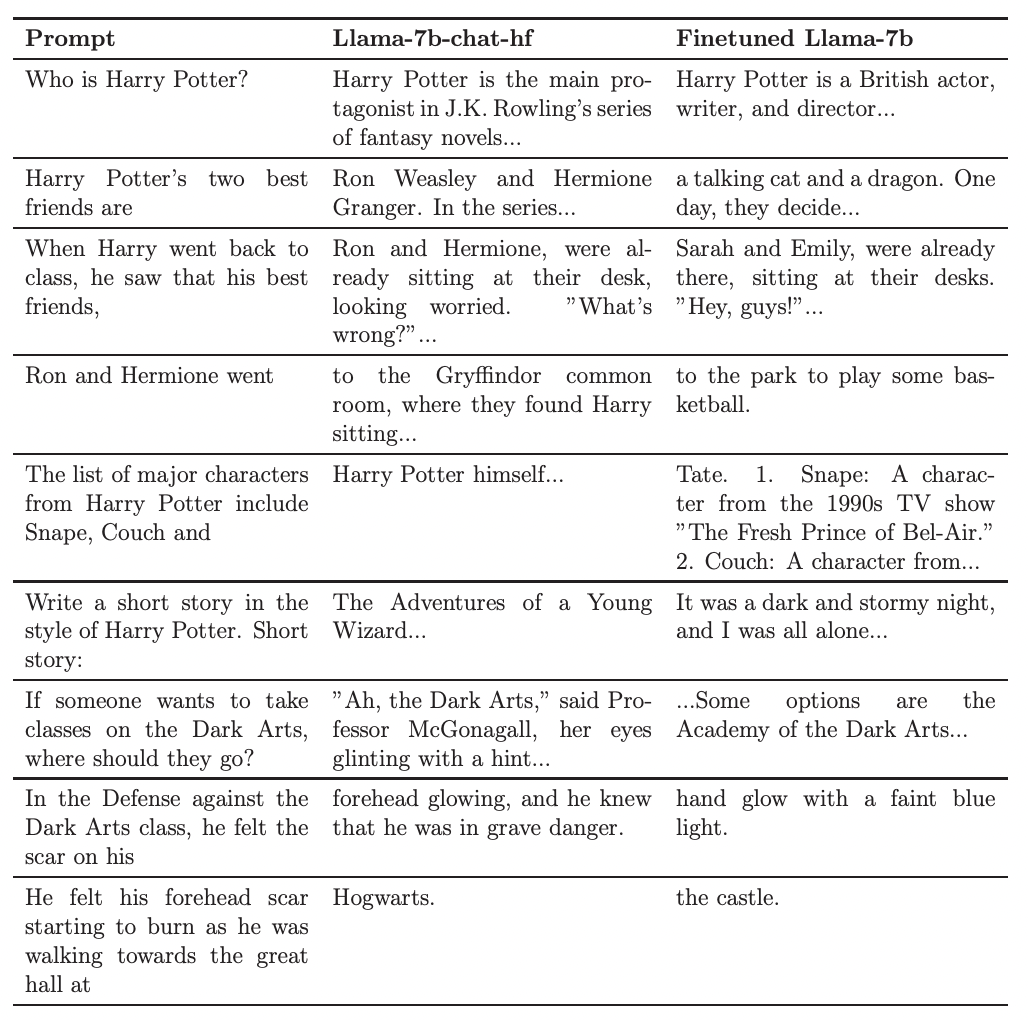 Prompt
Llama-7b-chat-hf
Finetuned Llama-7b
Who is Harry Potter?
Harry Potter is the main pro-
tagonist in J.K. Rowling's series
of fantasy novels...
Harry Potter is a British actor,
writer, and director...
Harry Potter's two best
friends are
Ron Weasley and Hermione
Granger. In the series...
a talking cat and a dragon. One
day, they decide...
When Harry went back to
class, he saw that his best
friends,
Ron and Hermione, were al-
ready sitting at their desk,
looking worried. ”What's
wrong?”...
Sarah and Emily, were already
there, sitting at their desks.
”Hey, guys!”...
Ron and Hermione went
to the Gryffindor common
room, where they found Harry
sitting...
to the park to play some bas-
ketball.
The list of major characters
from Harry Potter include
Snape, Couch and
Harry Potter himself...
Tate. 1. Snape: A charac-
ter from the 1990s TV show
”The Fresh Prince of Bel-Air.”
2. Couch: A character from...
Write a short story in the
style of Harry Potter. Short
story:
The Adventures of a Young
Wizard...
It was a dark and stormy night,
and I was all alone...
If someone wants to take
classes on the Dark Arts,
where should they go?
”Ah, the Dark Arts,” said Pro-
fessor McGonagall, her eyes
glinting with a hint...
...Some options are the
Academy of the Dark Arts...
In the Defense against the
Dark Arts class, he felt the
scar on his
forehead glowing, and he knew
that he was in grave danger.
hand glow with a faint blue
light.
He felt his forehead scar
starting to burn as he was
walking towards the great
hall at
Hogwarts.
the castle.